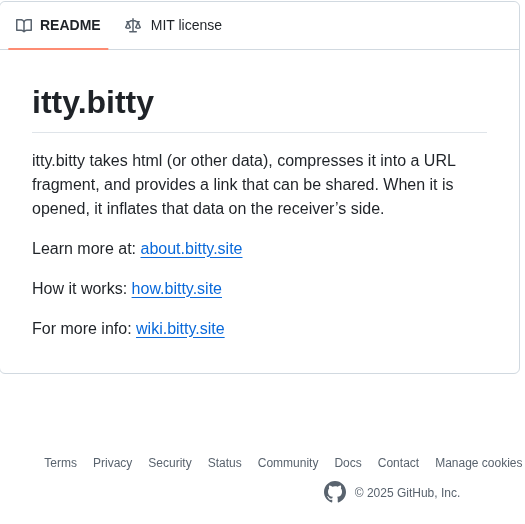 README MIT license
itty.bitty
itty.bitty takes html (or other data), compresses it into a URL
fragment, and provides a link that can be shared. When it is
opened, it inflates that data on the receiver’s side.
Learn more at: about.bitty.site
How it works: how.bitty.site
For more info: wiki.bitty.site
Terms Privacy Security Status Community Docs Contact Manage cookies
© 2025 GitHub, Inc.